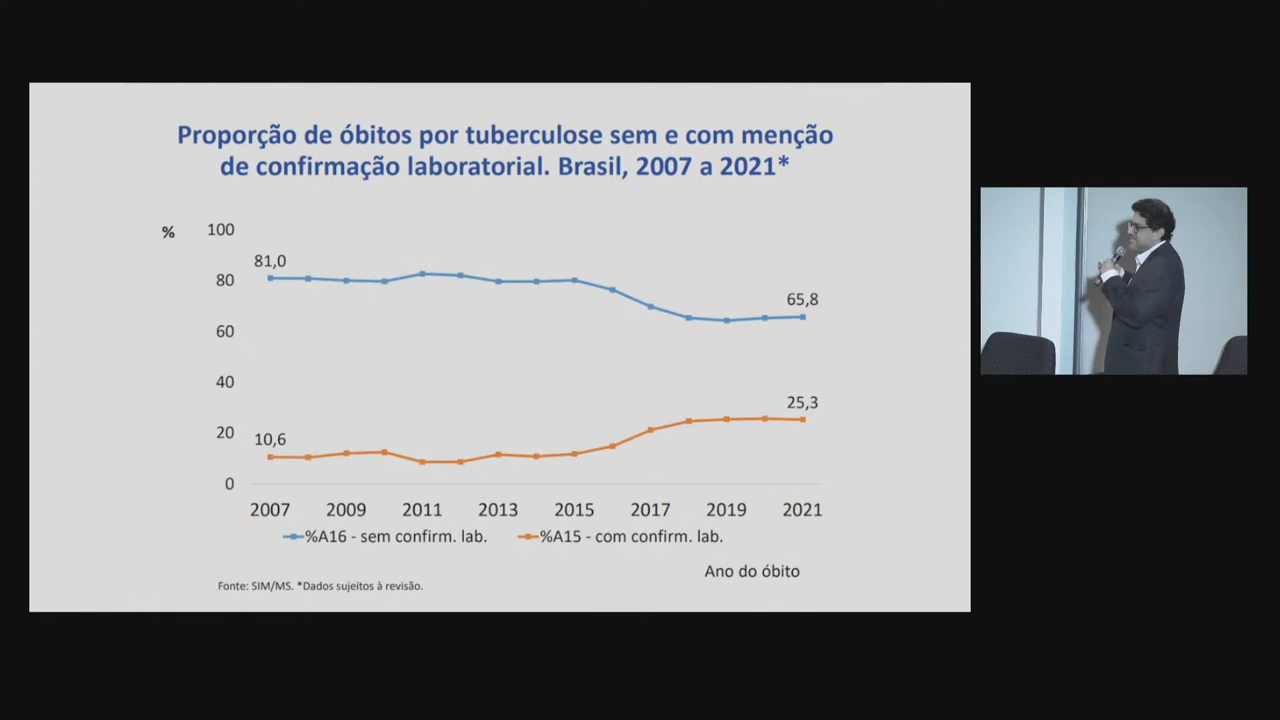 Proporção de óbitos por tuberculose sem e com menção
de confirmação laboratorial. Brasil, 2007 a 2021*
%
100
80
60
40
20
0
81,0
65,8
10,6
25,3
2007 2009 2011 2013 2015 2017 2019 2021
%A16 - sem confirm. lab. %A15 - com confirm. lab.
Ano do óbito
Fonte: SIM/MS. *Dados sujeitos à revisão.